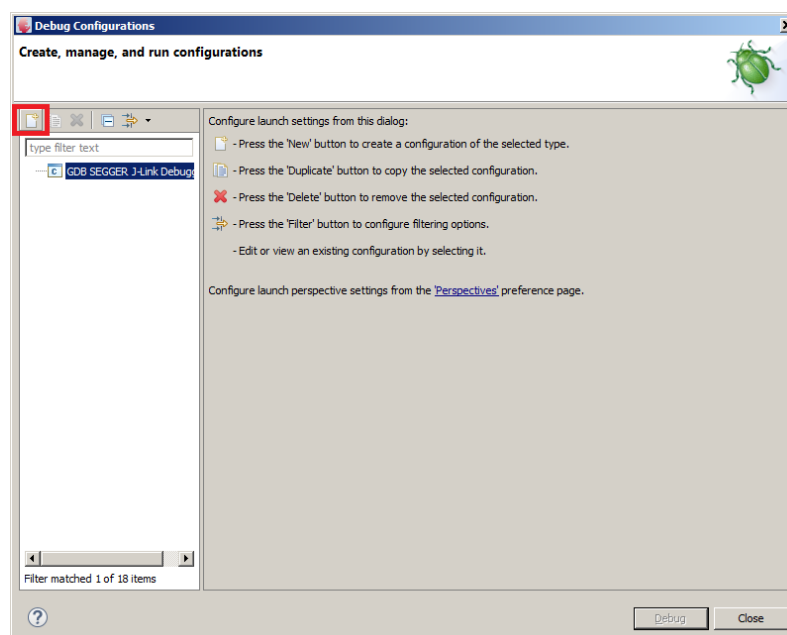 Debug Configurations
Create, manage, and run configurations
type filter text
GDB SEGGER J-Link
Filter matched 1 of 18 items
Configure launch settings from this dialog:
- Press the 'New' button to create a configuration of the selected type.
- Press the 'Duplicate' button to copy the selected configuration.
- Press the 'Delete' button to remove the selected configuration.
- Press the 'Filter' button to configure filtering options.
- Edit or view an existing configuration by selecting it.
Configure launch perspective settings from the 'Perspectives' preference page.
Debug
Close